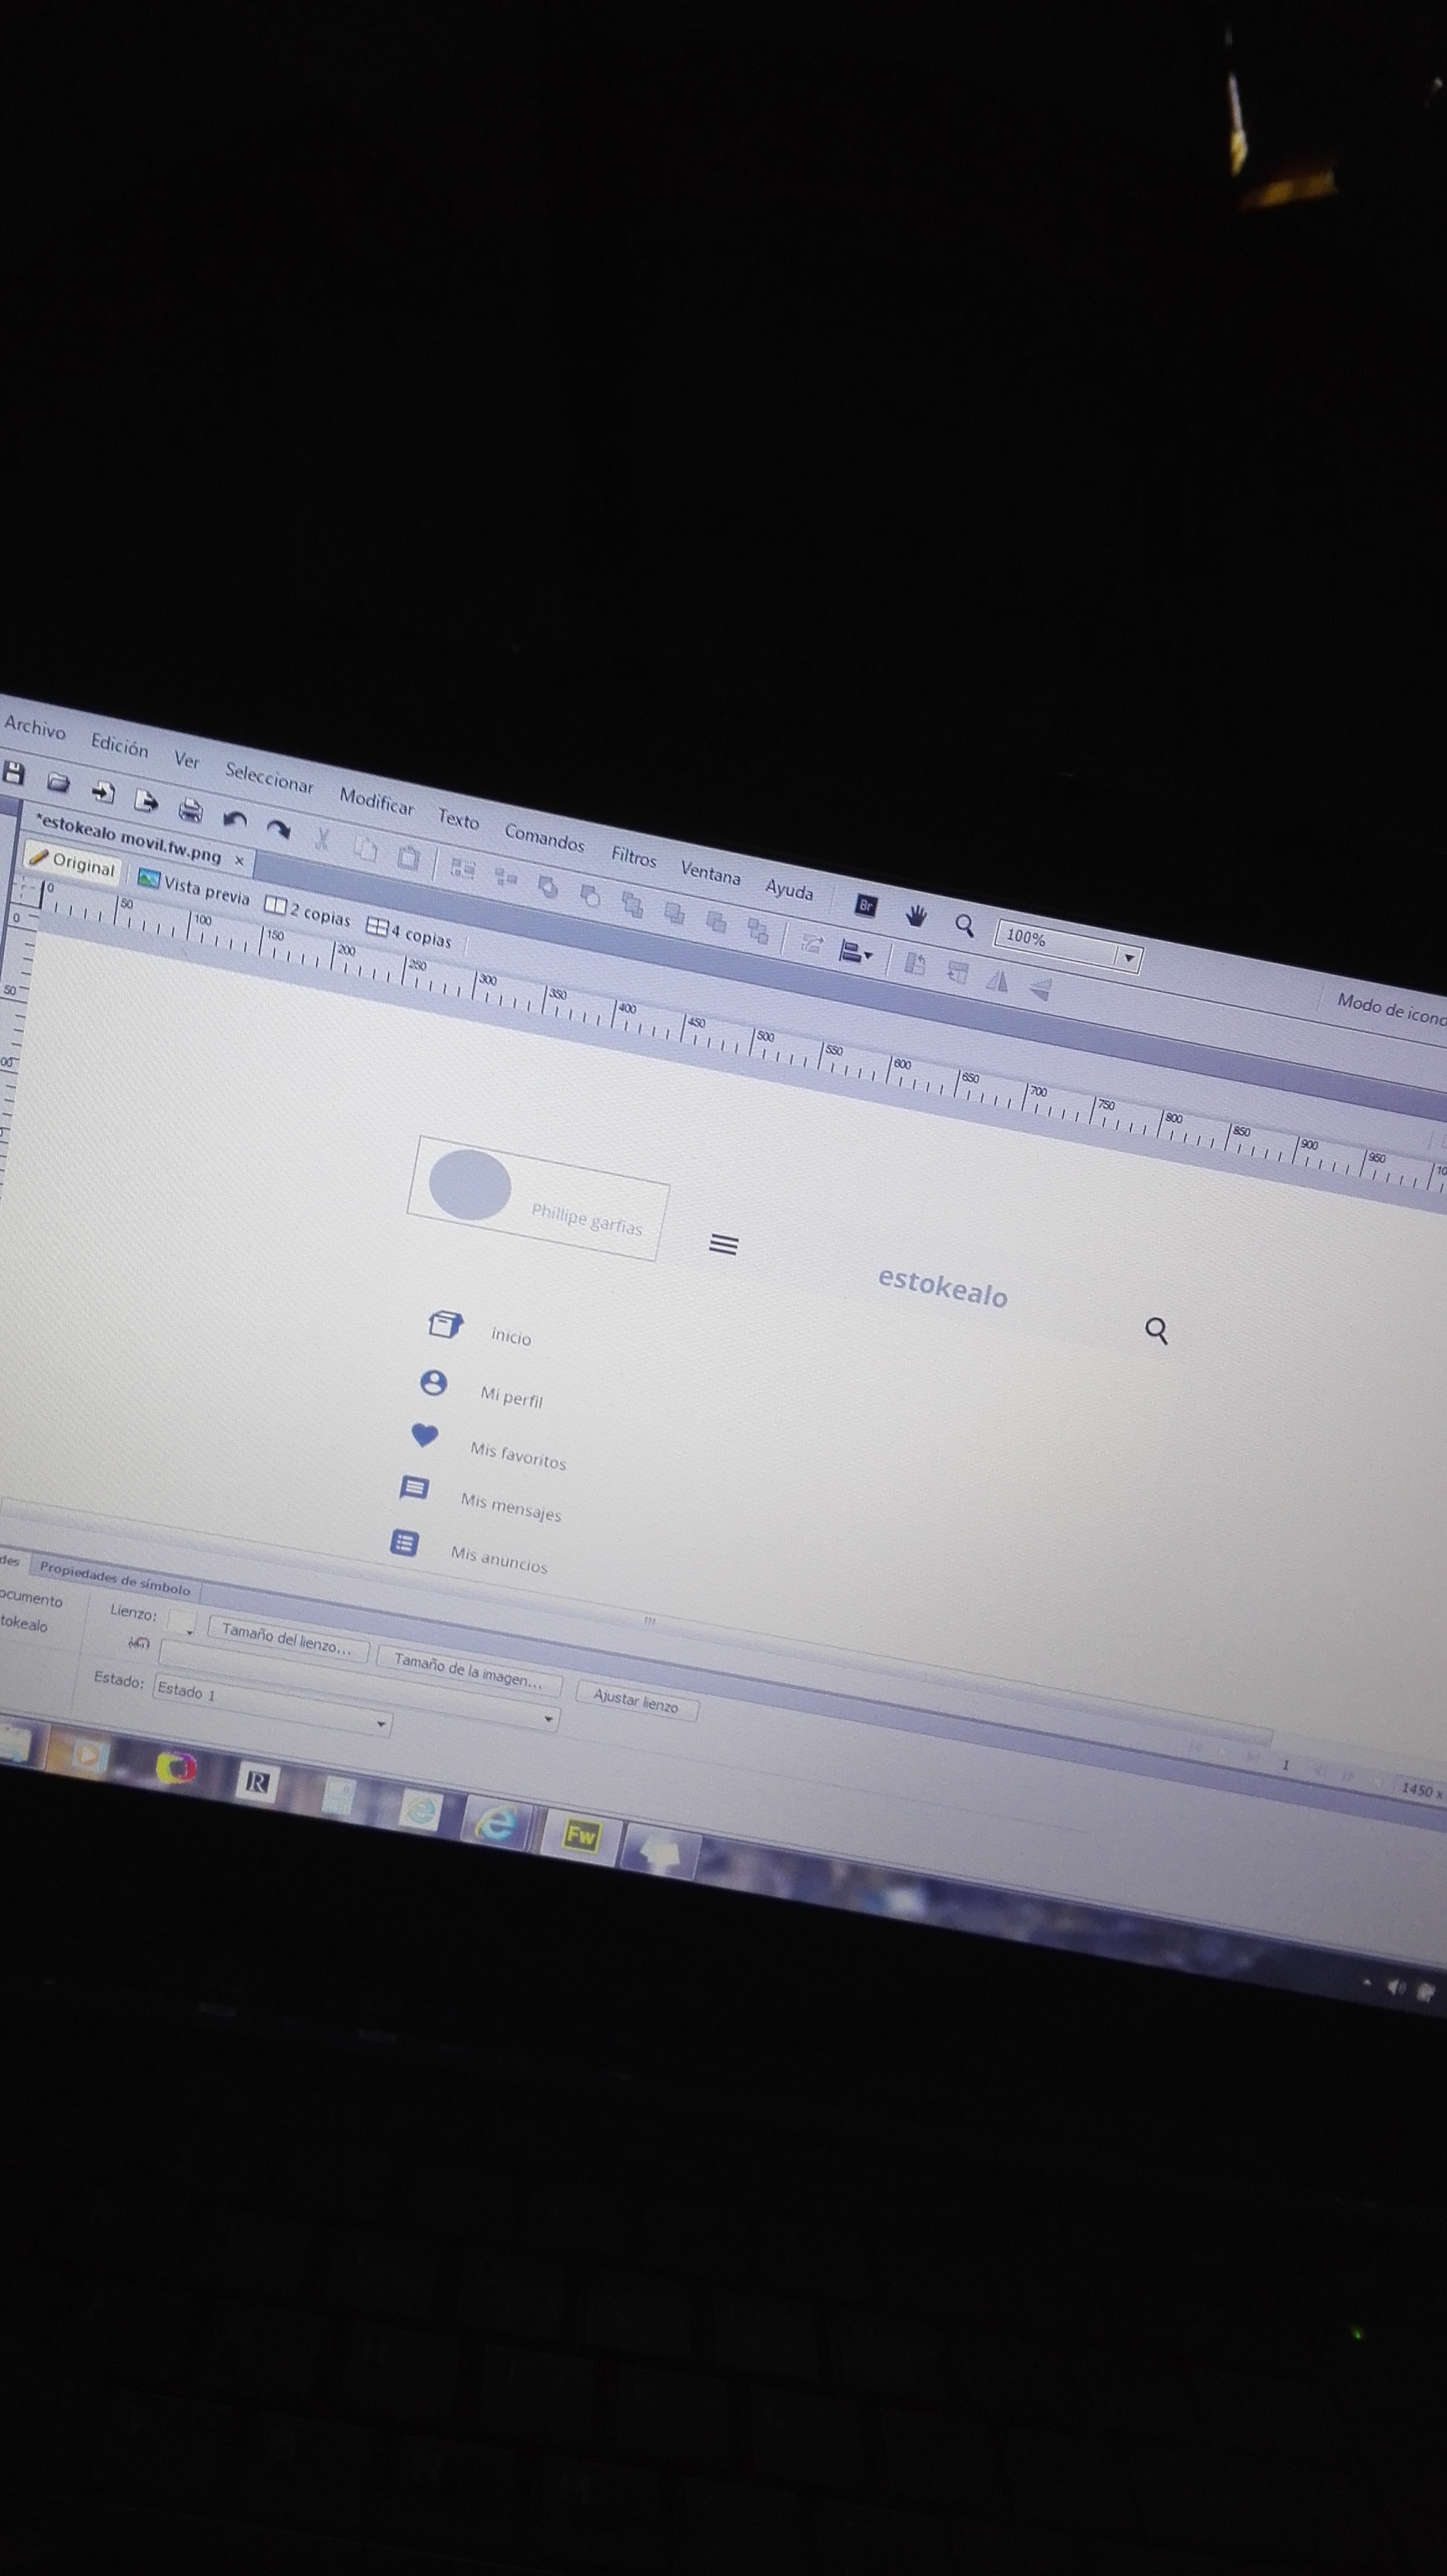 Archivo Edición Ver Seleccionar Modificar Texto Comandos Filtros Ventana Ayuda Br 100% Modo de icono
*estokealo movil.fw.png ×
Original Vista previa 2 copias 4 copias
0 50 100 150 200 250 300 350 400 450 500 550 600 650 700 750 800 850 900 950 10
0
50
00
Phillipe garfias
estokealo
inicio
Mi perfil
Mis favoritos
Mis mensajes
Mis anuncios
des Propiedades de símbolo
ocumento Lienzo: Tamaño del lienzo... Tamaño de la imagen... Ajustar lienzo
tokealo
Estado: Estado 1
1 1450 x
R Fw